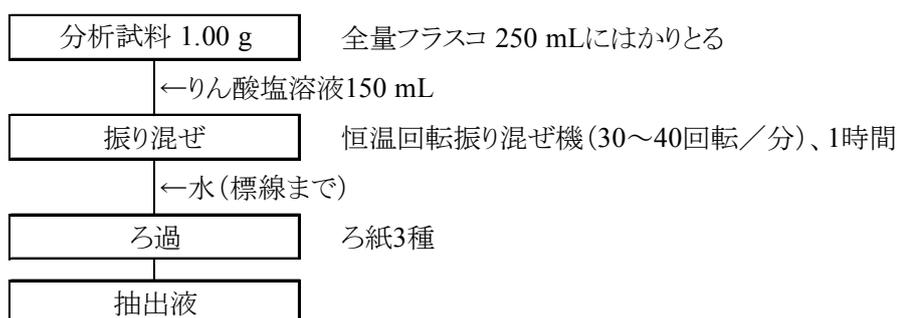 分析試料 1.00 g 全量フラスコ 250 mLにはかりとる
←りん酸塩溶液150 mL
振り混ぜ 恒温回転振り混ぜ機(30～40回転／分)、1時間
←水(標線まで)
ろ過 ろ紙3種
抽出液